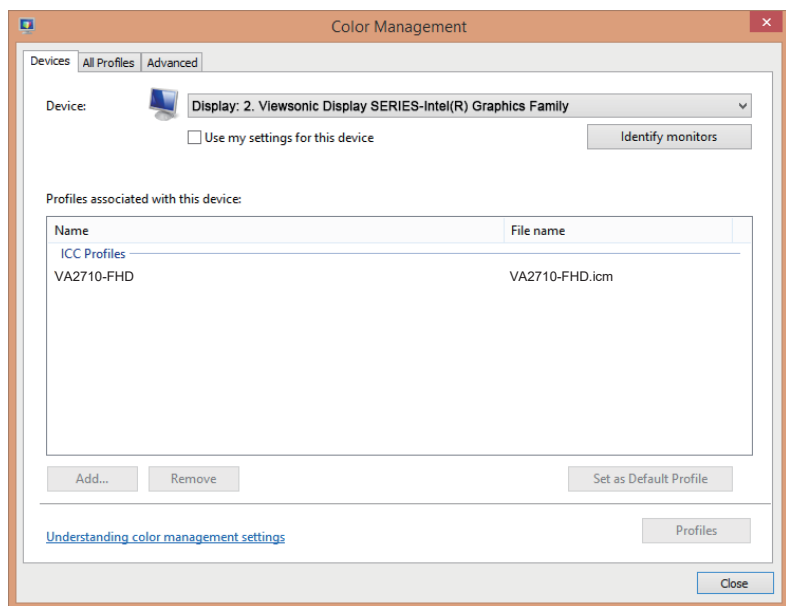 Color Management
Devices All Profiles Advanced
Device: Display: 2. Viewsonic Display SERIES-Intel(R) Graphics Family
Use my settings for this device Identify monitors
Profiles associated with this device:
Name File name
ICC Profiles
VA2710-FHD VA2710-FHD.icm
Add... Remove Set as Default Profile
Profiles
Understanding color management settings
Close